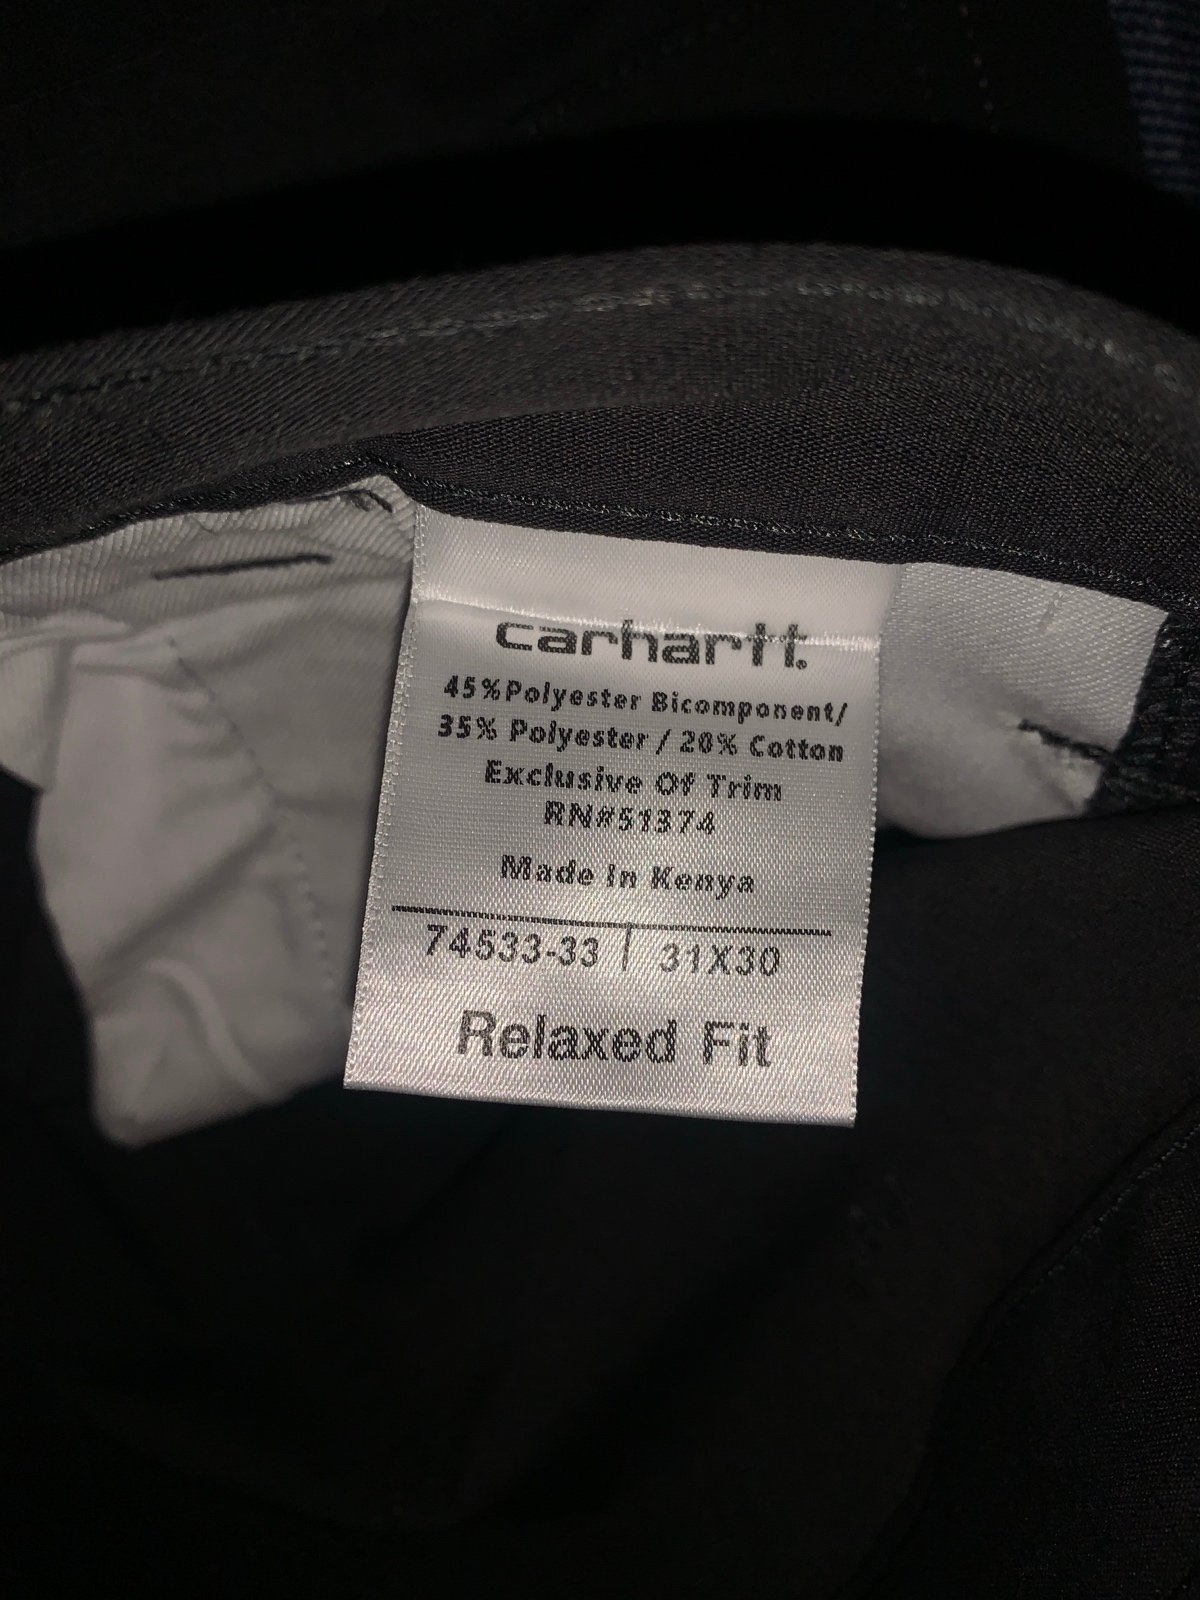 carhartt.
45%Polyester Bicomponent/
35% Polyester / 20% Cotton
Exclusive Of Trim
RN#51374
Made In Kenya
74533-33 | 31X30
Relaxed Fit